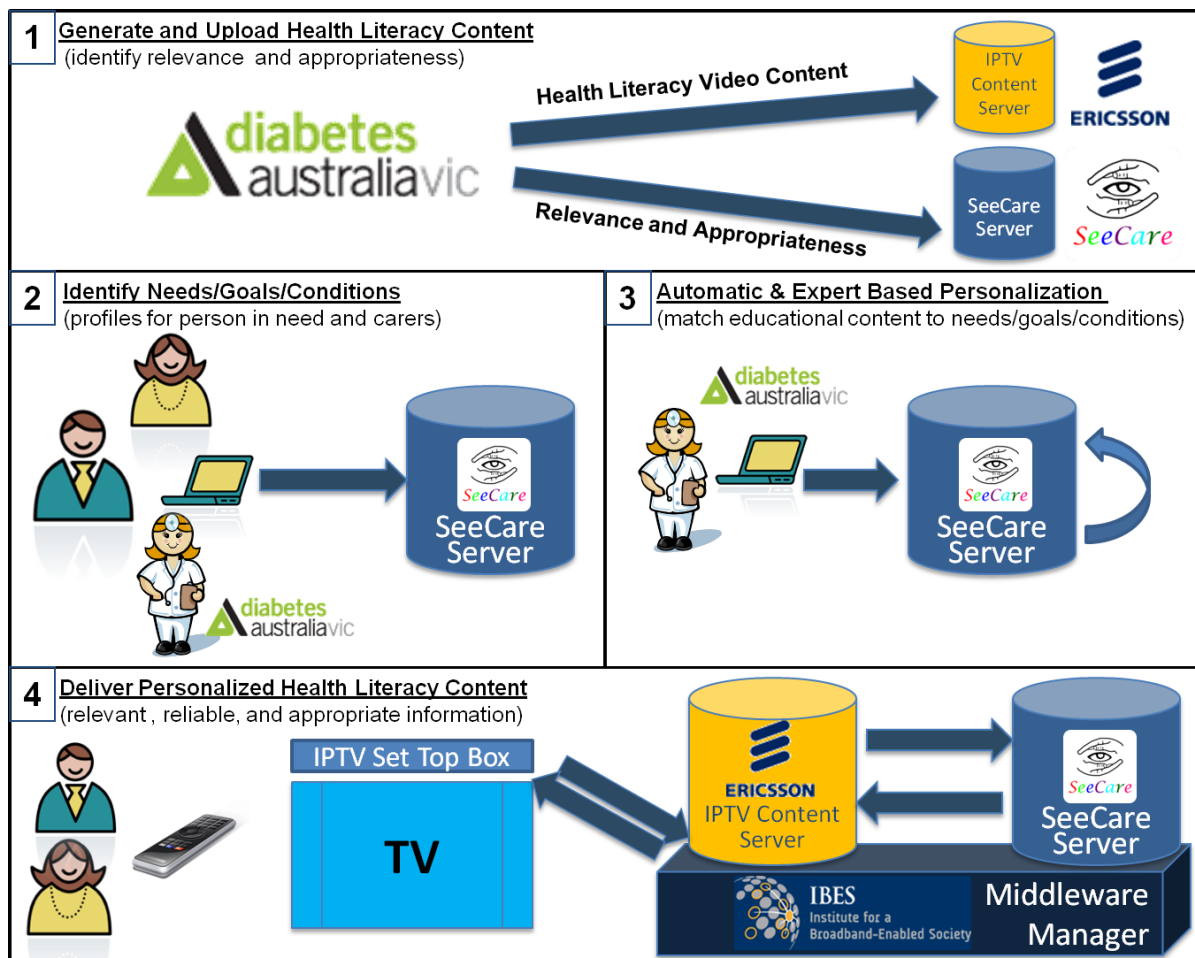 1
Generate and Upload Health Literacy Content
(identify relevance and appropriateness)
diabetes
australiavic
Health Literacy Video Content
Relevance and Appropriateness
IPTV
Content
Server
ERICSSON
SeeCare
Server
SeeCare
2
Identify Needs/Goals/Conditions
(profiles for person in need and carers)
SeeCare
SeeCare
Server
diabetes
australiavic
3
Automatic & Expert Based Personalization
(match educational content to needs/goals/conditions)
diabetes
australiavic
SeeCare
SeeCare
Server
4
Deliver Personalized Health Literacy Content
(relevant , reliable, and appropriate information)
IPTV Set Top Box
TV
ERICSSON
IPTV Content
Server
SeeCare
SeeCare
Server
IBES
Institute for a
Broadband-Enabled Society
Middleware
Manager